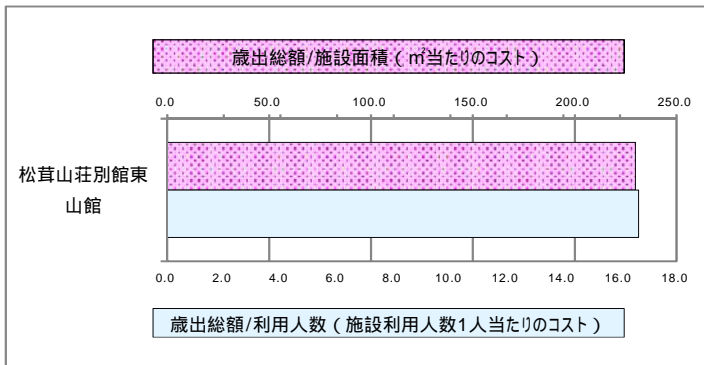 歳出総額/施設面積（㎡当たりのコスト）
0.0 50.0 100.0 150.0 200.0 250.0
松茸山荘別館東
山館
0.0 2.0 4.0 6.0 8.0 10.0 12.0 14.0 16.0 18.0
歳出総額/利用人数（施設利用人数1人当たりのコスト）